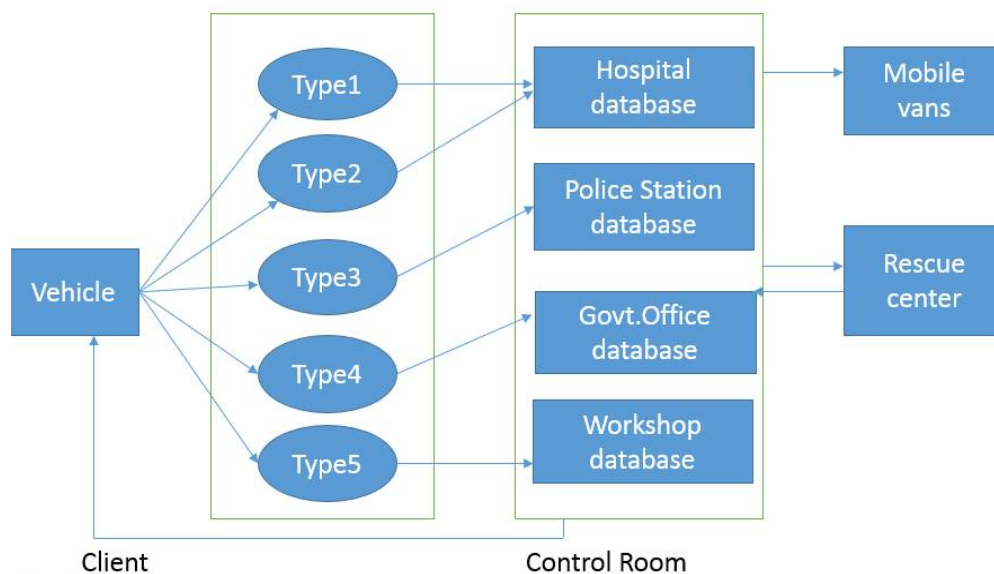 Vehicle
Type1
Type2
Type3
Type4
Type5
Hospital
database
Police Station
database
Govt.Office
database
Workshop
database
Mobile
vans
Rescue
center
Client
Control Room